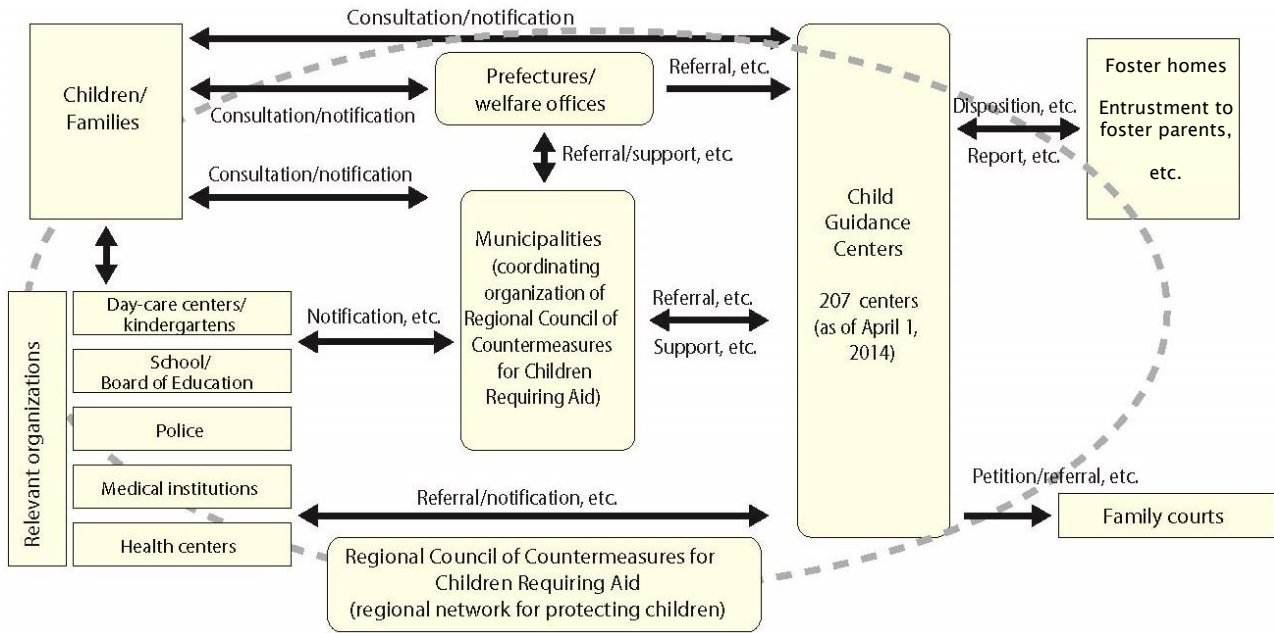 Consultation/notification
Children/
Families
Prefectures/
welfare offices
Referral, etc.
Consultation/notification
Foster homes
Entrustment to
foster parents,
etc.
Disposition, etc.
Report, etc.
Referral/support, etc.
Consultation/notification
Child
Guidance
Centers
207 centers
(as of April 1,
2014)
Municipalities
(coordinating
organization of
Regional Council of
Countermeasures
for Children
Requiring Aid)
Referral, etc.
Support, etc.
Notification, etc.
Relevant organizations
Day-care centers/
kindergartens
School/
Board of Education
Police
Medical institutions
Health centers
Referral/notification, etc.
Petition/referral, etc.
Family courts
Regional Council of Countermeasures for
Children Requiring Aid
(regional network for protecting children)